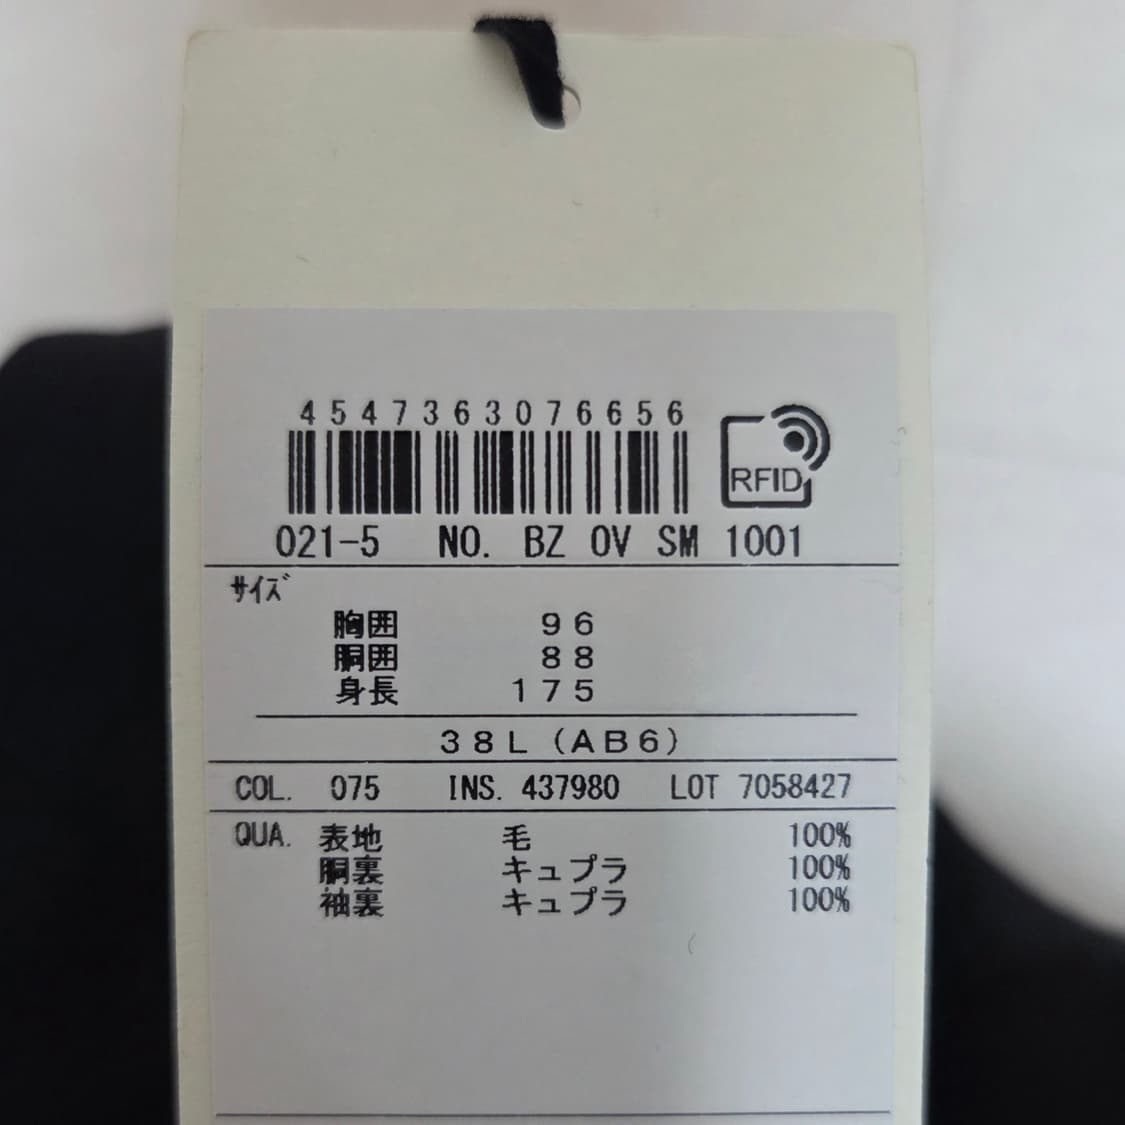 4547363076656
RFID
021-5 NO. BZ OV SM 1001
ｻｲｽﾞ
胸囲 96
胴囲 88
身長 175
38L(AB6)
COL. 075 INS. 437980 LOT 7058427
QUA. 表地 毛 100%
胴裏 キュプラ 100%
袖裏 キュプラ 100%